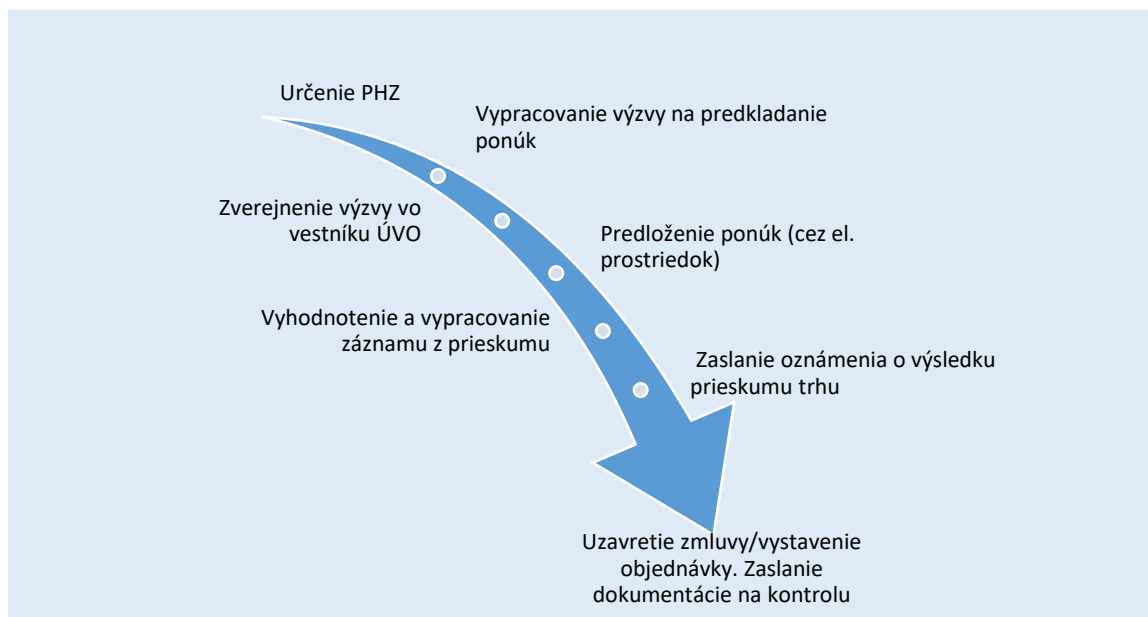 Určenie PHZ
Vypracovanie výzvy na predkladanie
ponúk
Zverejnenie výzvy vo
vestníku ÚVO
Predloženie ponúk (cez el.
prostriedok)
Vyhodnotenie a vypracovanie
záznamu z prieskumu
Zaslanie oznámenia o výsledku
prieskumu trhu
Uzavretie zmluvy/vystavenie
objednávky. Zaslanie
dokumentácie na kontrolu